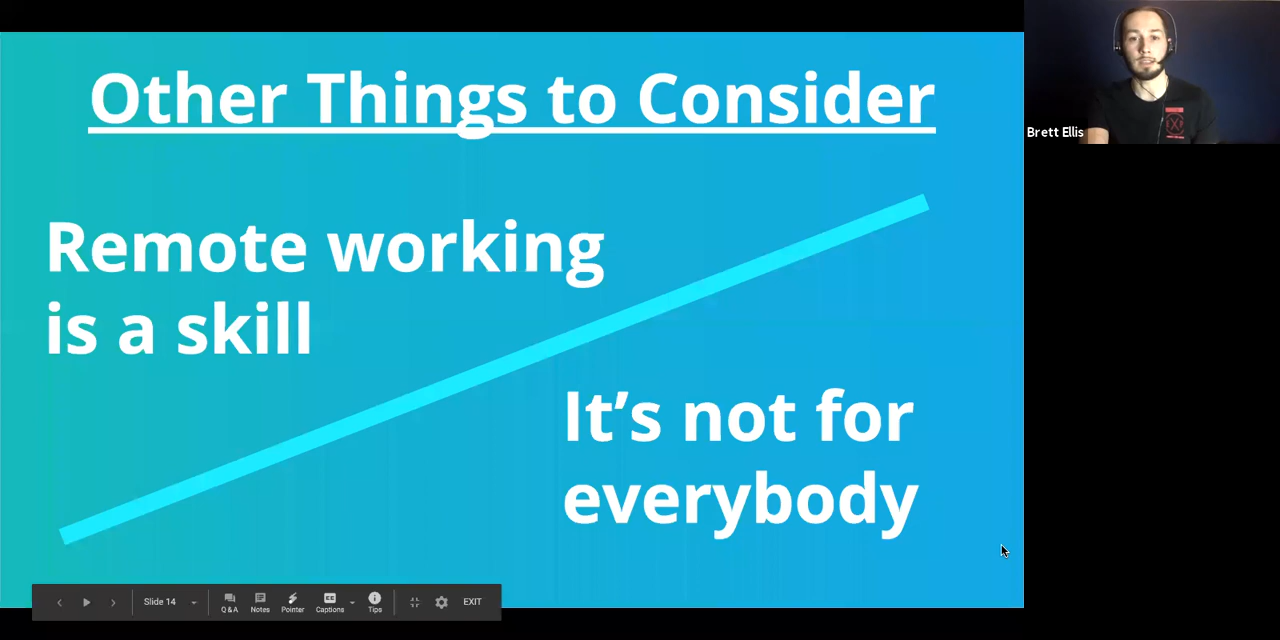 Other Things to Consider
Remote working
is a skill
It's not for
everybody
Brett Ellis
Slide 14
Q&A
Notes
Pointer
CC
Captions
Tips
EXIT